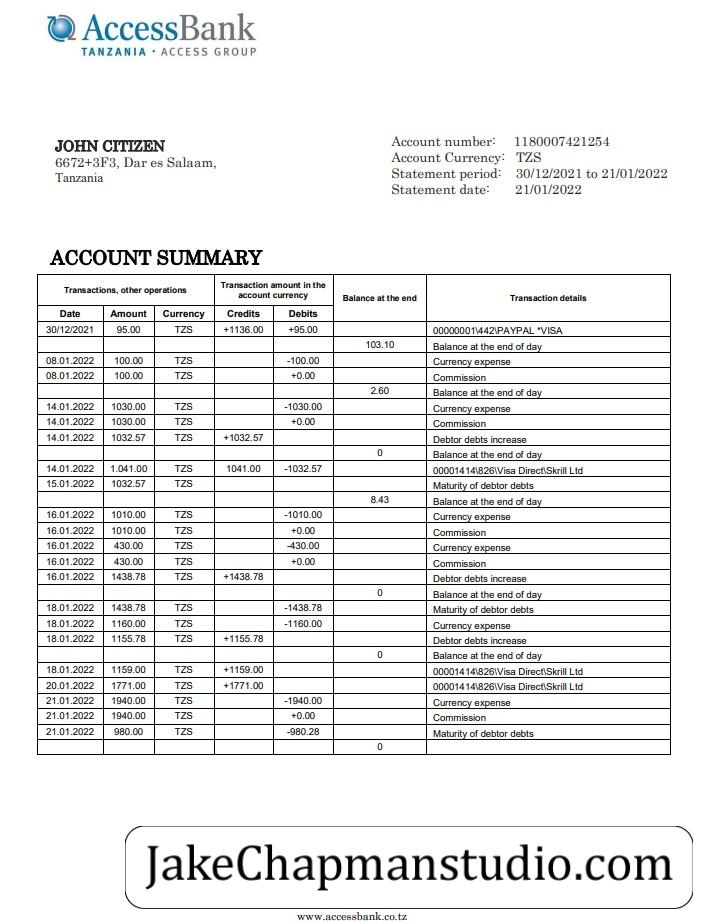 AccessBank
TANZANIA · ACCESS GROUP
JOHN CITIZEN
6672+3F3, Dar es Salaam,
Tanzania
Account number: 1180007421254
Account Currency: TZS
Statement period: 30/12/2021 to 21/01/2022
Statement date: 21/01/2022
ACCOUNT SUMMARY
Transactions, other operations Transaction amount in the account currency Balance at the end Transaction details
Date Amount Currency Credits Debits
30/12/2021 95.00 TZS +1136.00 +95.00 00000001\442\PAYPAL *VISA
103.10 Balance at the end of day
08.01.2022 100.00 TZS -100.00 Currency expense
08.01.2022 100.00 TZS +0.00 Commission
2.60 Balance at the end of day
14.01.2022 1030.00 TZS -1030.00 Currency expense
14.01.2022 1030.00 TZS +0.00 Commission
14.01.2022 1032.57 TZS +1032.57 Debtor debts increase
0 Balance at the end of day
14.01.2022 1.041.00 TZS 1041.00 -1032.57 00001414\826\Visa Direct\Skrill Ltd
15.01.2022 1032.57 TZS Maturity of debtor debts
8.43 Balance at the end of day
16.01.2022 1010.00 TZS -1010.00 Currency expense
16.01.2022 1010.00 TZS +0.00 Commission
16.01.2022 430.00 TZS -430.00 Currency expense
16.01.2022 430.00 TZS +0.00 Commission
16.01.2022 1438.78 TZS +1438.78 Debtor debts increase
0 Balance at the end of day
18.01.2022 1438.78 TZS -1438.78 Maturity of debtor debts
18.01.2022 1160.00 TZS -1160.00 Currency expense
18.01.2022 1155.78 TZS +1155.78 Debtor debts increase
0 Balance at the end of day
18.01.2022 1159.00 TZS +1159.00 00001414\826\Visa Direct\Skrill Ltd
20.01.2022 1771.00 TZS +1771.00 00001414\826\Visa Direct\Skrill Ltd
21.01.2022 1940.00 TZS -1940.00 Currency expense
21.01.2022 1940.00 TZS +0.00 Commission
21.01.2022 980.00 TZS -980.28 Maturity of debtor debts
0
JakeChapmanstudio.com
www.accessbank.co.tz